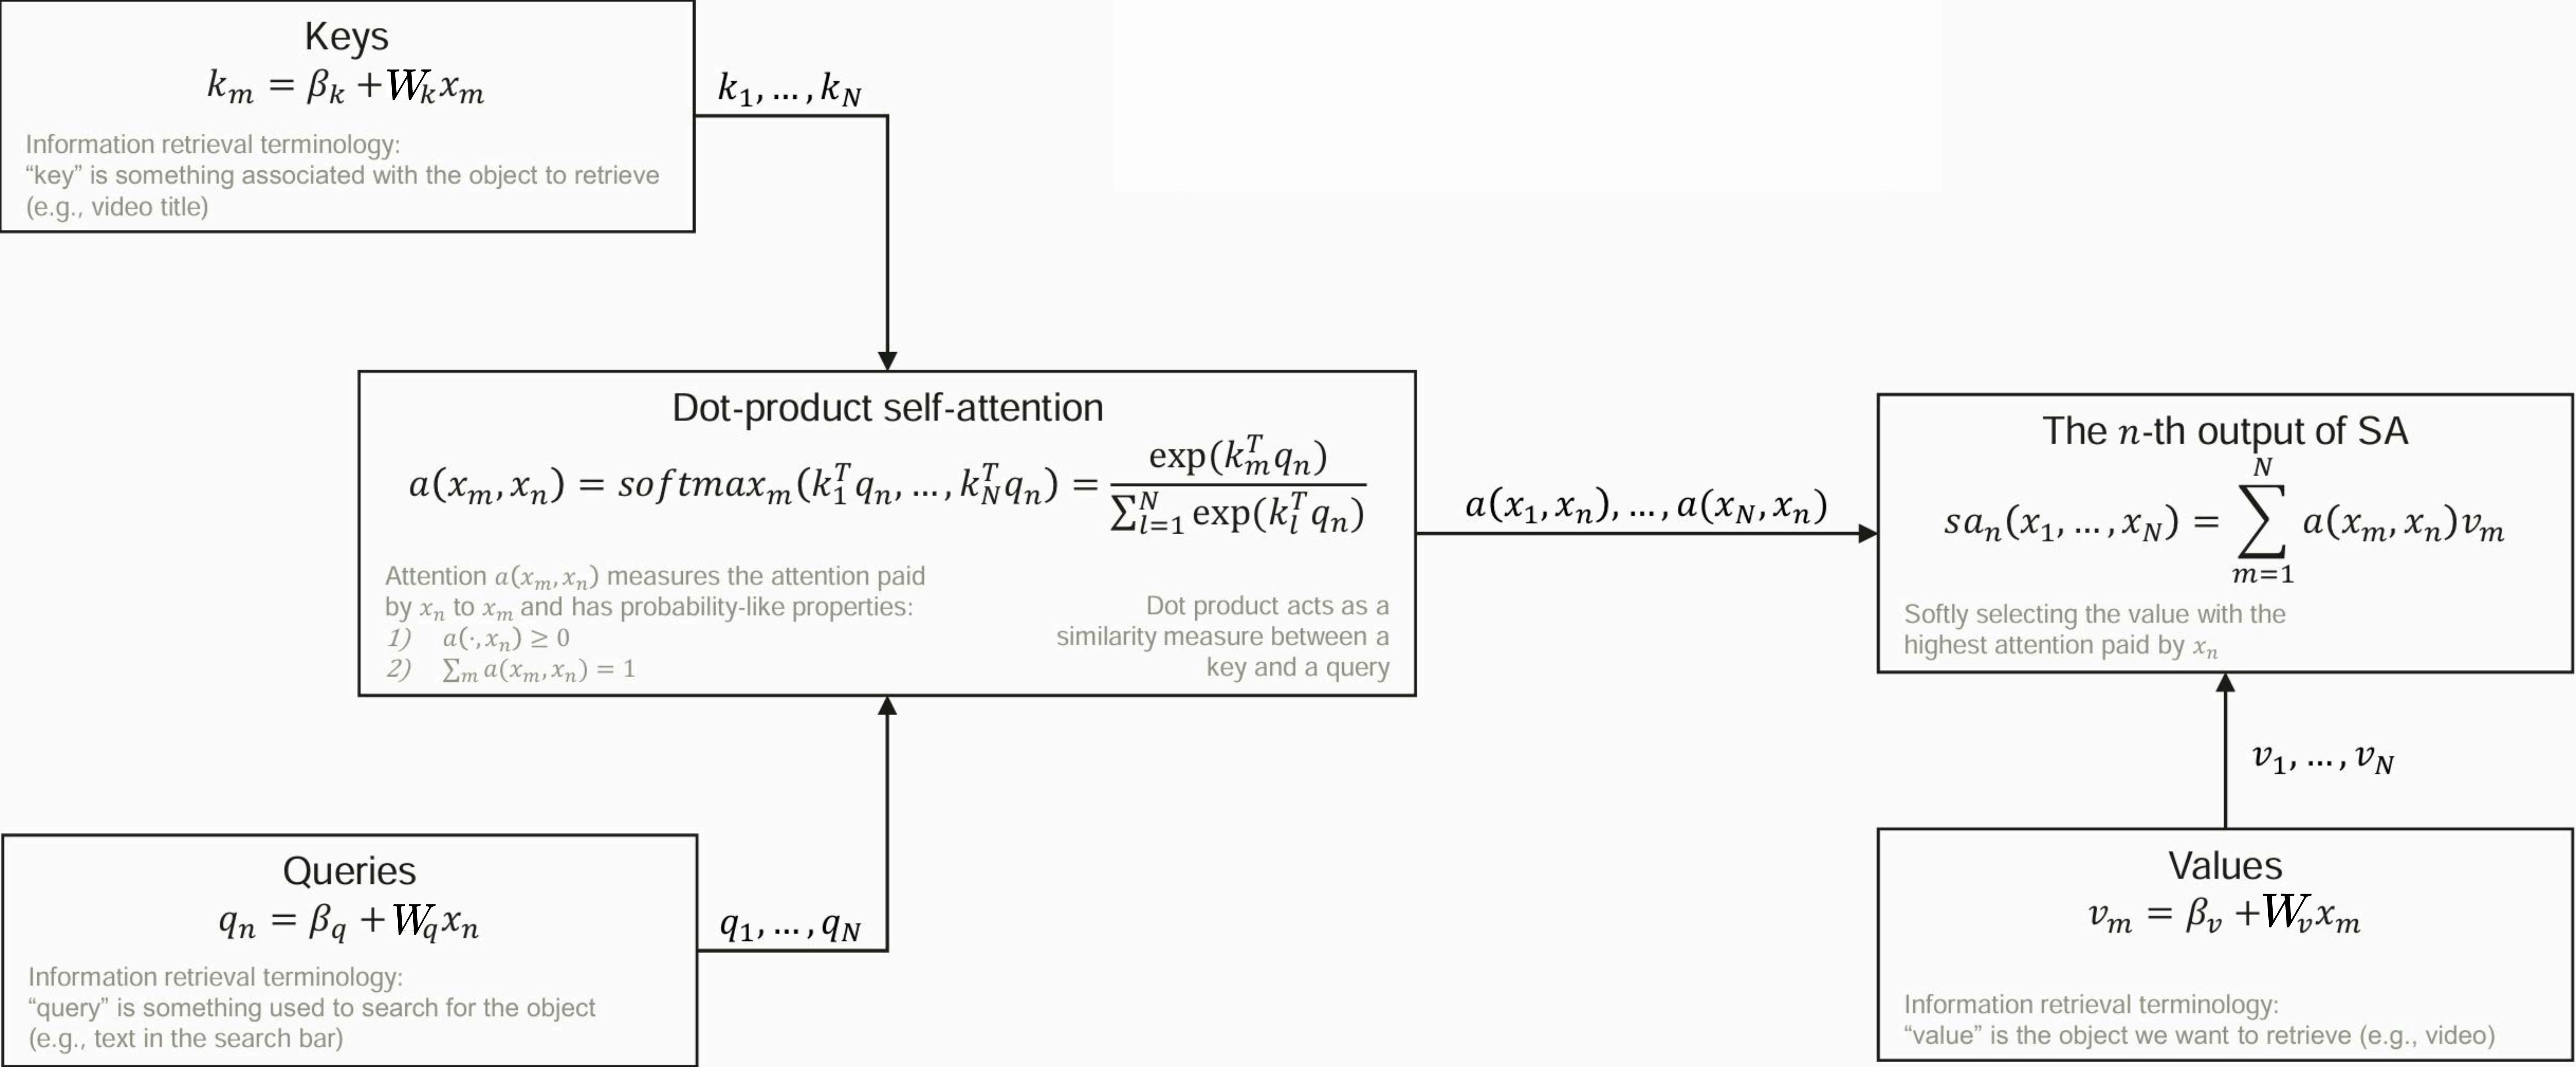 Keys
k_m = β_k + W_k x_m
Information retrieval terminology:
“key” is something associated with the object to retrieve
(e.g., video title)
k_1, … , k_N
Dot-product self-attention
a(x_m, x_n) = softmax_m(k_1^T q_n, … , k_N^T q_n) = exp(k_m^T q_n) / ∑_{l=1}^N exp(k_l^T q_n)
Attention a(x_m, x_n) measures the attention paid
by x_n to x_m and has probability-like properties:
1) a(·, x_n) ≥ 0
2) ∑_m a(x_m, x_n) = 1
Dot product acts as a
similarity measure between a
key and a query
a(x_1, x_n), … , a(x_N, x_n)
The n-th output of SA
sa_n(x_1, … , x_N) = ∑_{m=1}^N a(x_m, x_n)v_m
Softly selecting the value with the
highest attention paid by x_n
v_1, … , v_N
Queries
q_n = β_q + W_q x_n
Information retrieval terminology:
“query” is something used to search for the object
(e.g., text in the search bar)
q_1, … , q_N
Values
v_m = β_v + W_v x_m
Information retrieval terminology:
“value” is the object we want to retrieve (e.g., video)